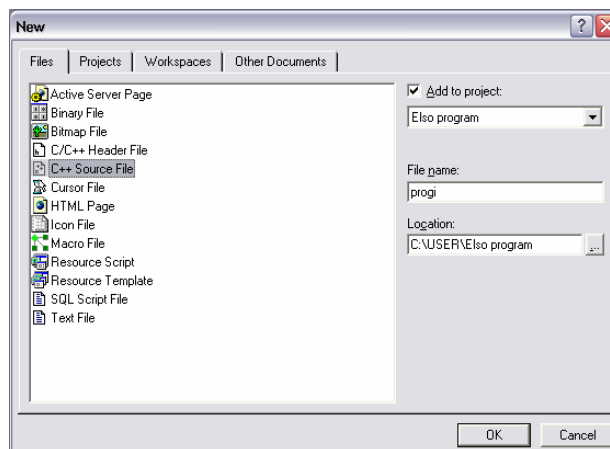 New
Files Projects Workspaces Other Documents
Active Server Page
Binary File
Bitmap File
C/C++ Header File
C++ Source File
Cursor File
HTML Page
Icon File
Macro File
Resource Script
Resource Template
SQL Script File
Text File
Add to project:
Elso program
File name:
progi
Location:
C:\USER\Elso program
...
OK Cancel